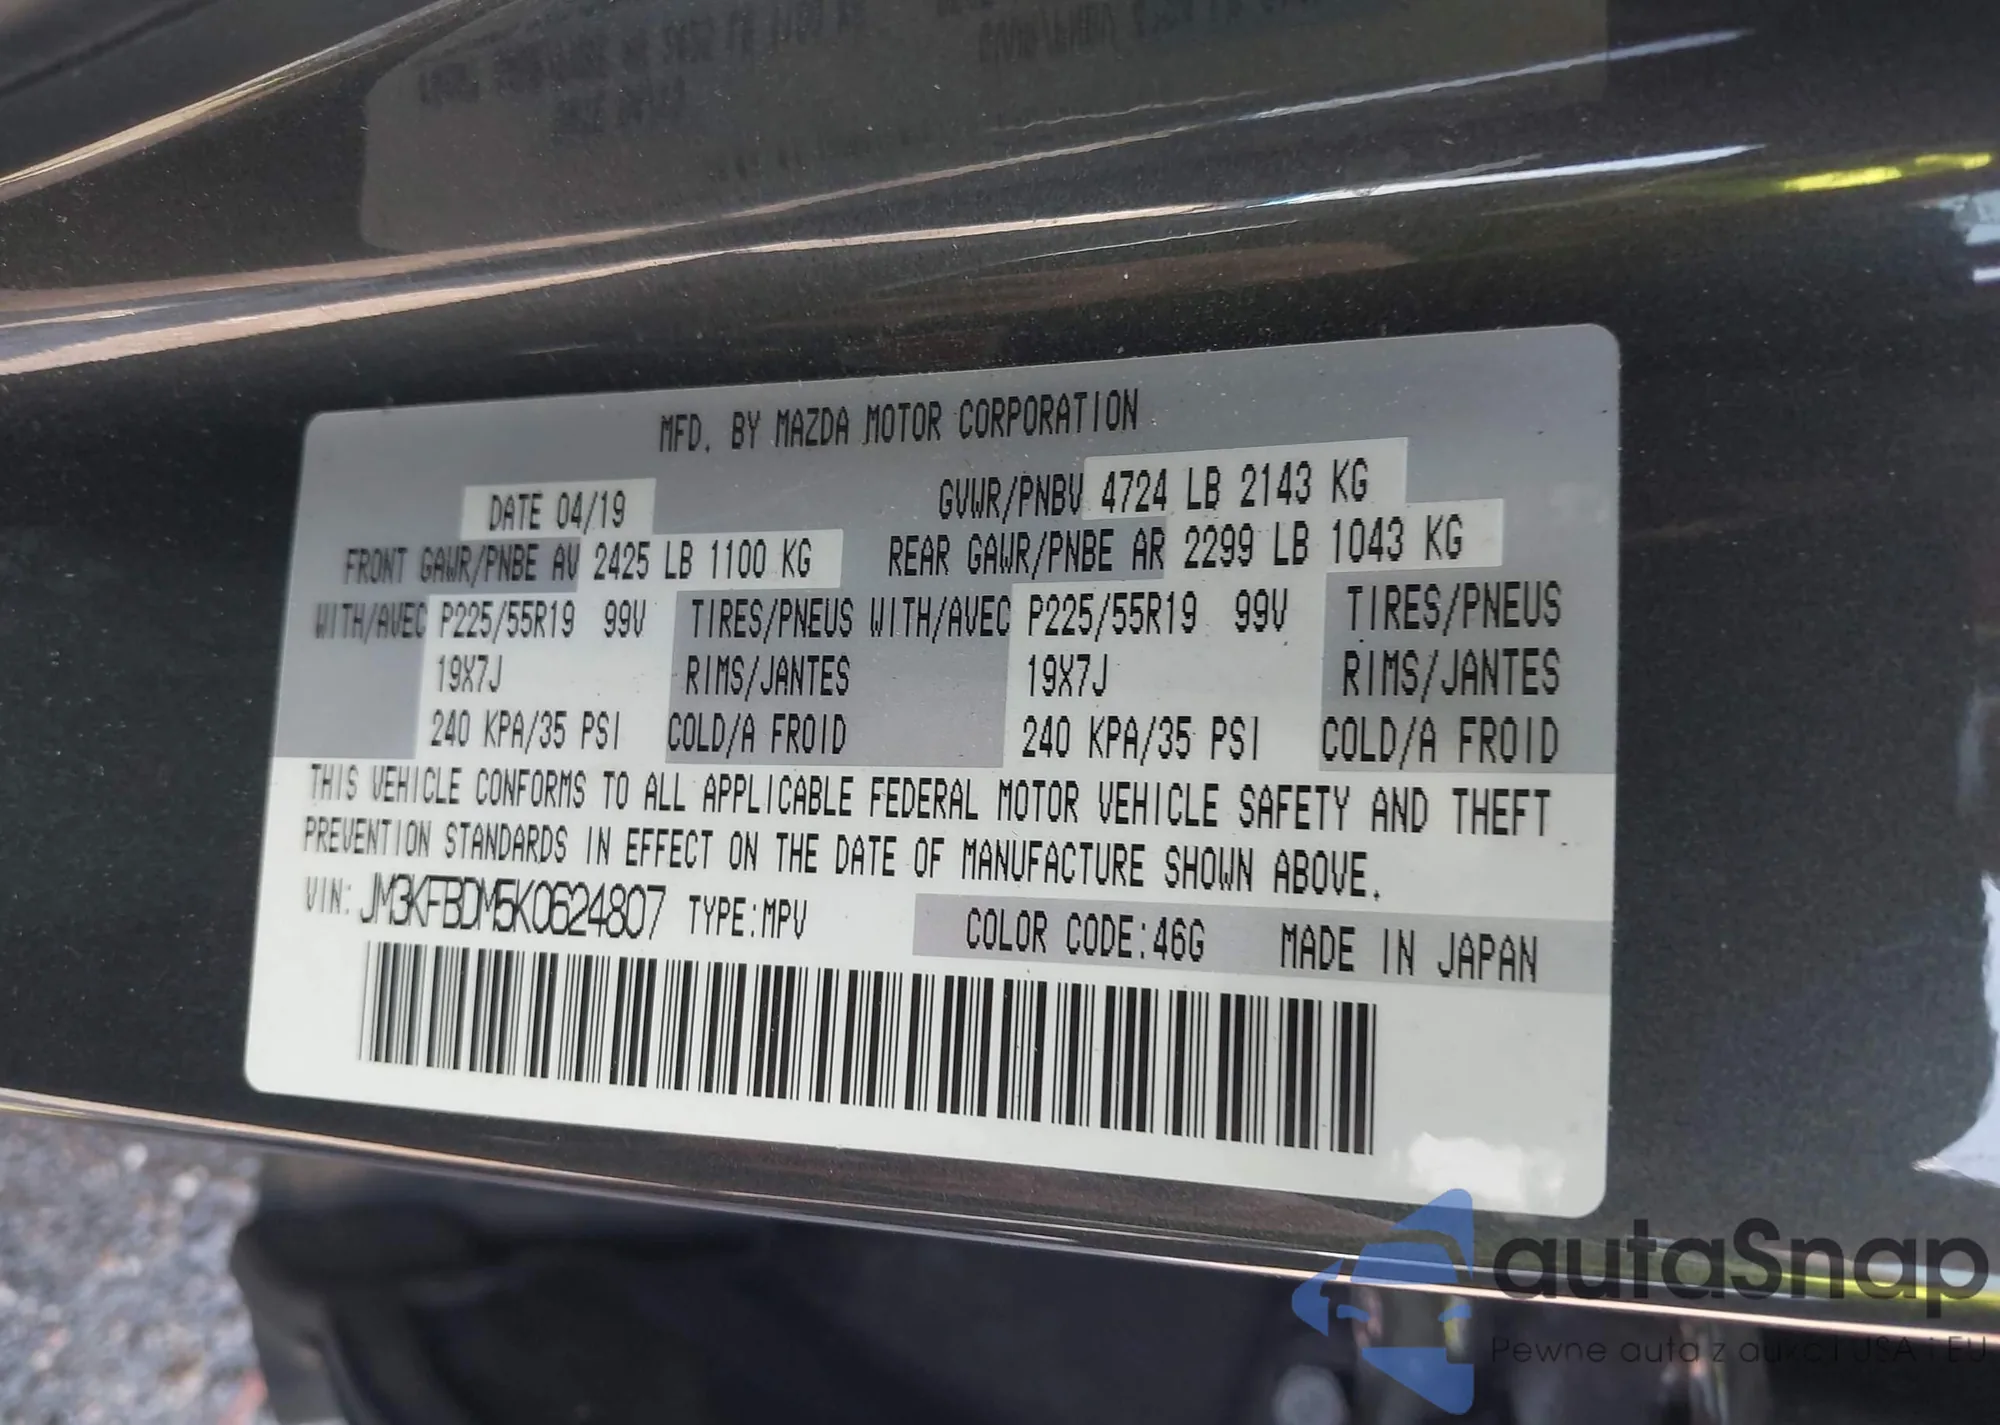 MFD. BY MAZDA MOTOR CORPORATION
DATE 04/19 GVWR/PNBV 4724 LB 2143 KG
FRONT GAWR/PNBE AV 2425 LB 1100 KG REAR GAWR/PNBE AR 2299 LB 1043 KG
WITH/AVEC P225/55R19 99V TIRES/PNEUS WITH/AVEC P225/55R19 99V TIRES/PNEUS
19X7J RIMS/JANTES 19X7J RIMS/JANTES
240 KPA/35 PSI COLD/A FROID 240 KPA/35 PSI COLD/A FROID
THIS VEHICLE CONFORMS TO ALL APPLICABLE FEDERAL MOTOR VEHICLE SAFETY AND THEFT
PREVENTION STANDARDS IN EFFECT ON THE DATE OF MANUFACTURE SHOWN ABOVE.
VIN: JM3KFBDM5K0624807 TYPE:MPV COLOR CODE:46G MADE IN JAPAN
autaSnap
Pewne auta z aukcji USA i EU